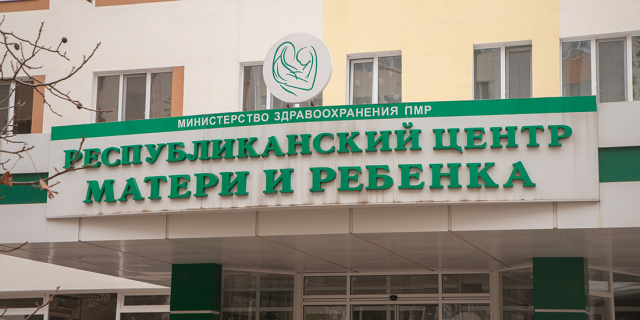 МИНИСТЕРСТВО ЗДРАВООХРАНЕНИЯ ПМР
РЕСПУБЛИКАНСКИЙ ЦЕНТР
МАТЕРИ И РЕБЕНКА